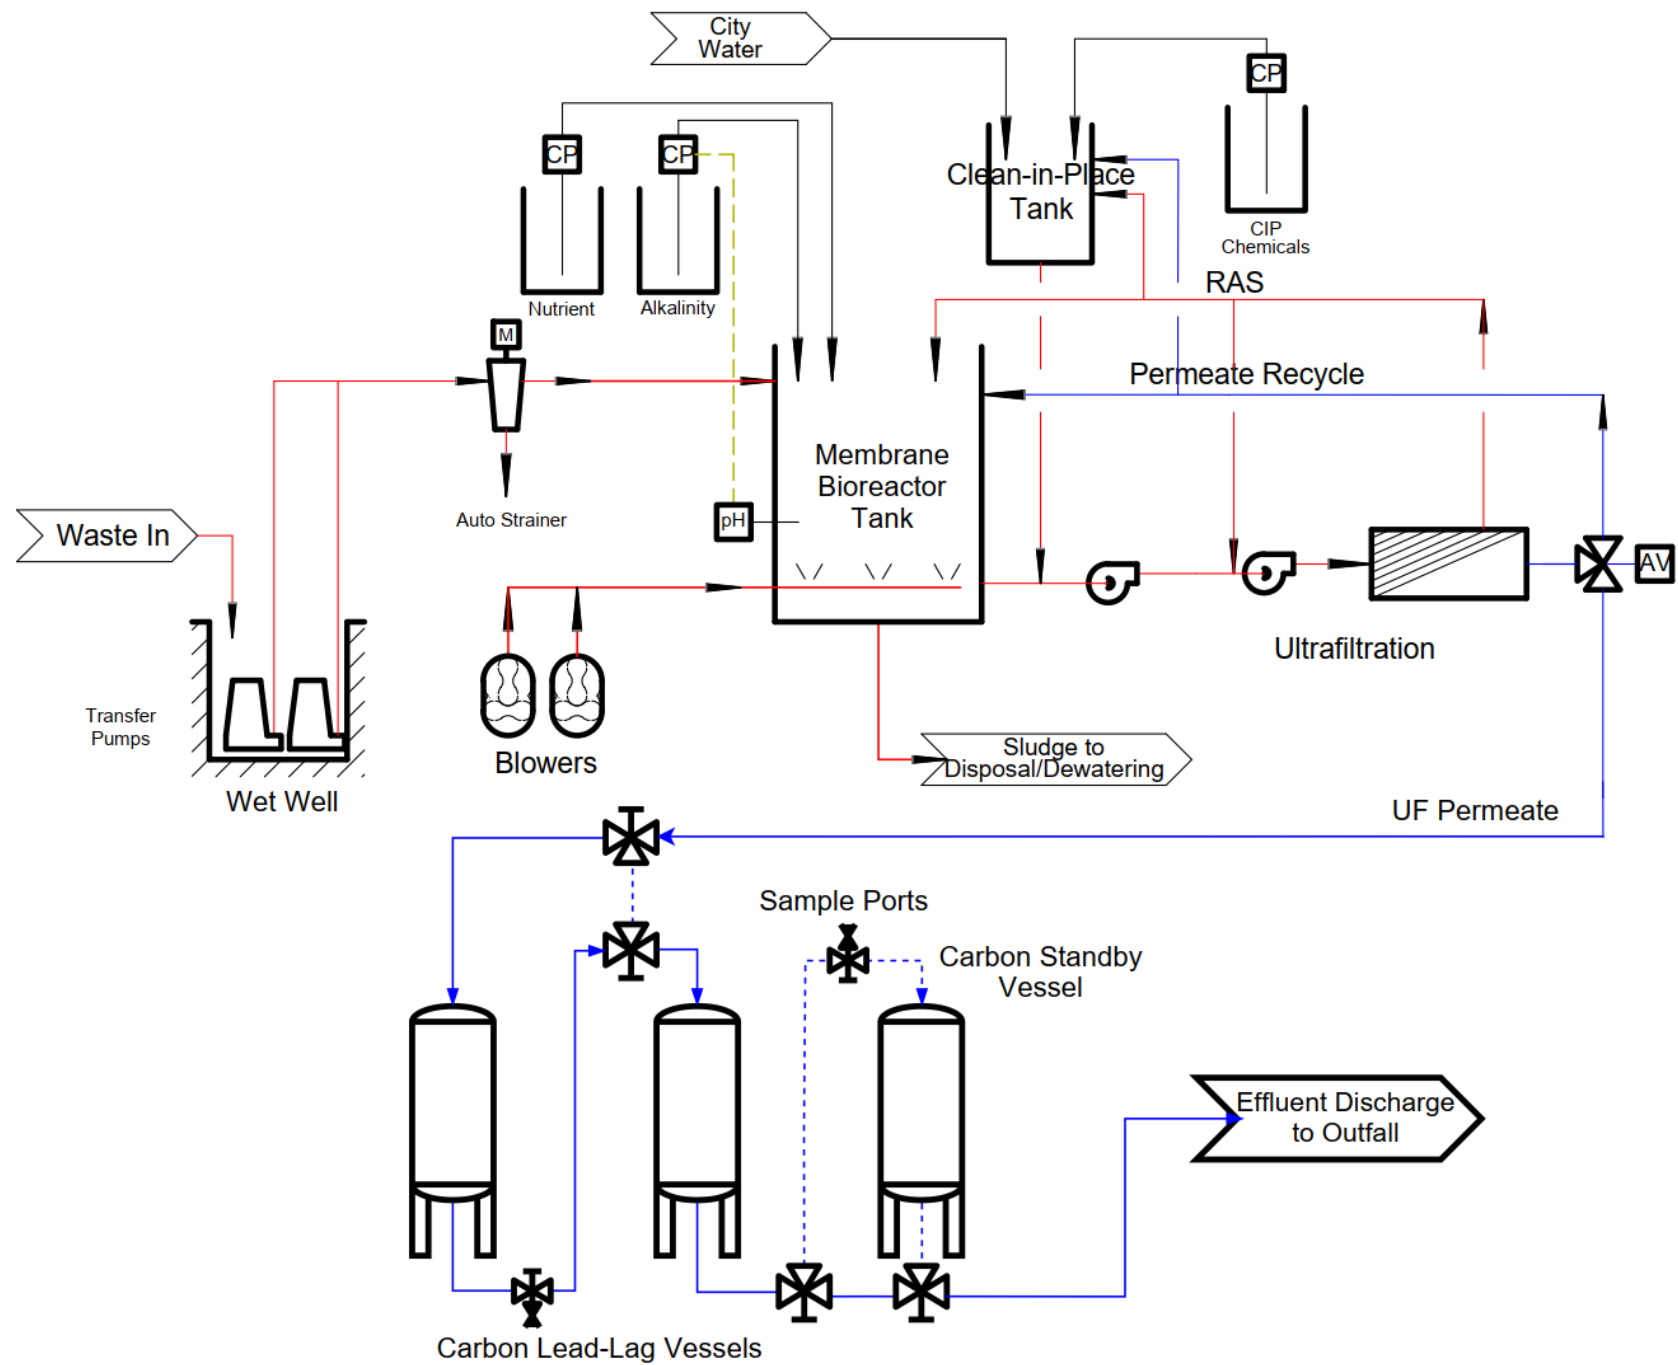 City
Water
CP
CP
CP
Clean-in-Place
Tank
CIP
Chemicals
Nutrient
Alkalinity
RAS
M
Permeate Recycle
Membrane
Bioreactor
Tank
Auto Strainer
pH
Waste In
AV
Ultrafiltration
Transfer
Pumps
Blowers
Sludge to
Disposal/Dewatering
Wet Well
UF Permeate
Sample Ports
Carbon Standby
Vessel
Effluent Discharge
to Outfall
Carbon Lead-Lag Vessels